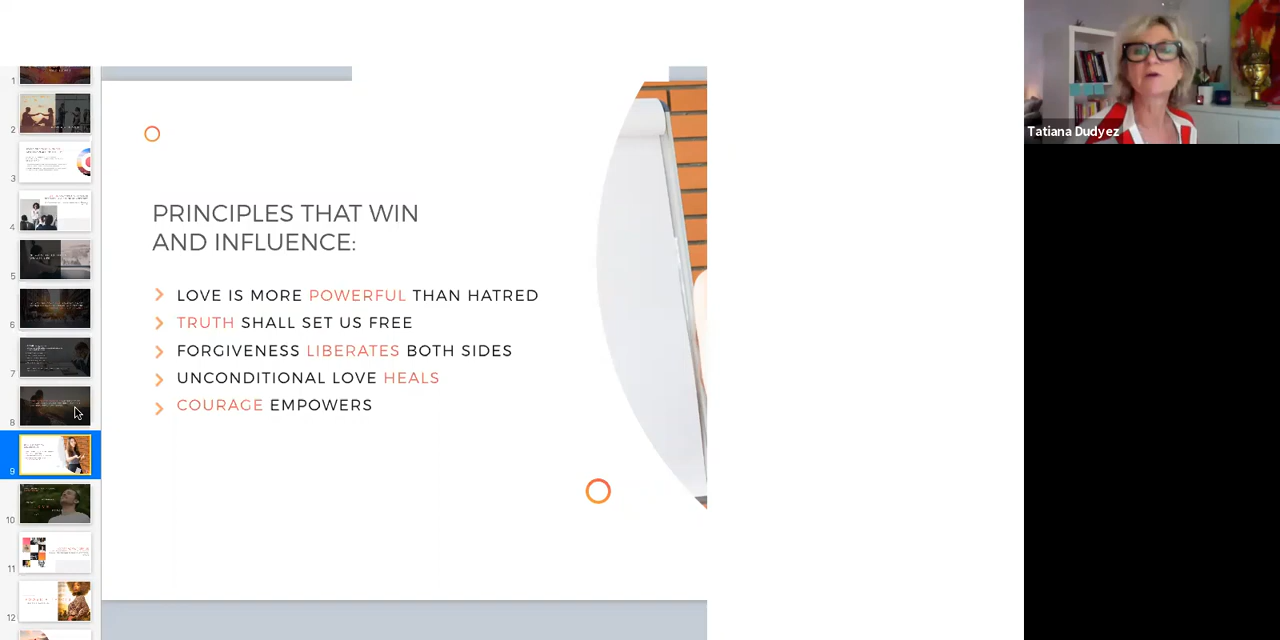 1
2
3
4
5
6
7
8
9
10
11
12
PRINCIPLES THAT WIN
AND INFLUENCE:
LOVE IS MORE POWERFUL THAN HATRED
TRUTH SHALL SET US FREE
FORGIVENESS LIBERATES BOTH SIDES
UNCONDITIONAL LOVE HEALS
COURAGE EMPOWERS
Tatiana Dudyez